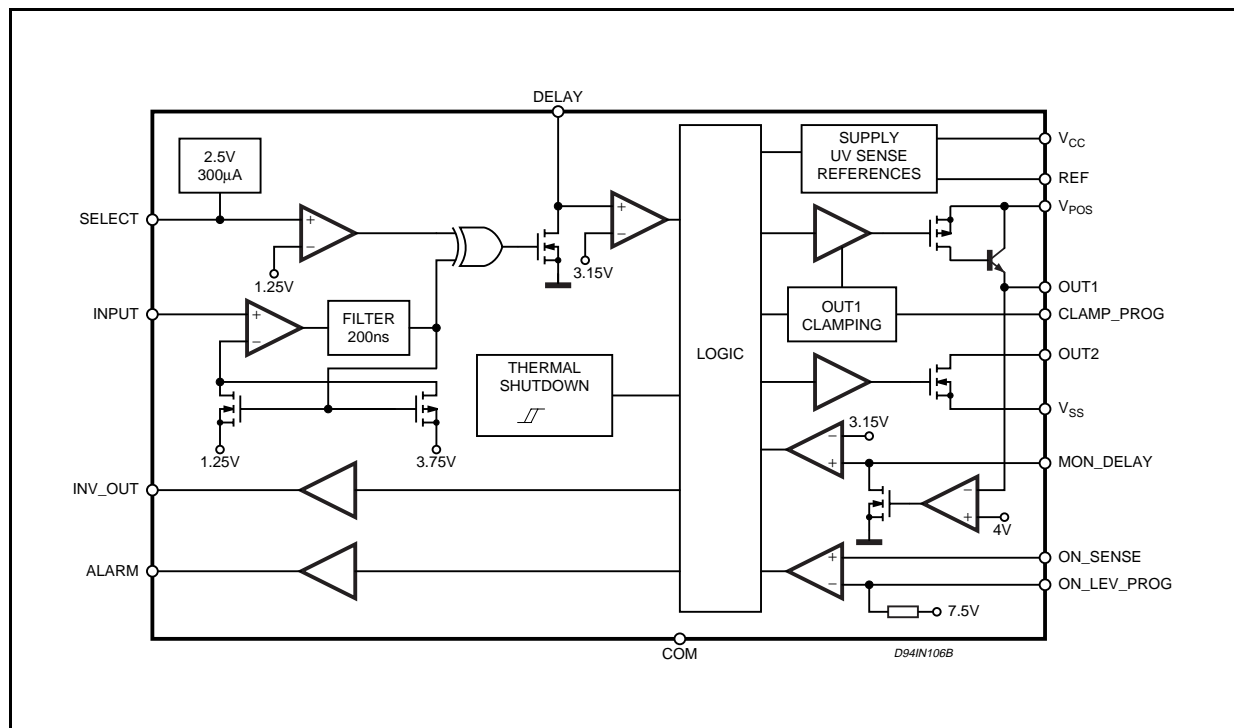 DELAY
2.5V
300μA
SELECT
+
−
1.25V
INPUT
+
−
FILTER
200ns
1.25V
3.75V
INV_OUT
ALARM
+
−
3.15V
THERMAL
SHUTDOWN
LOGIC
COM
SUPPLY
UV SENSE
REFERENCES
VCC
REF
VPOS
OUT1
CLAMPING
OUT1
CLAMP_PROG
OUT2
VSS
3.15V
−
+
MON_DELAY
−
+
4V
ON_SENSE
+
−
ON_LEV_PROG
7.5V
D94IN106B